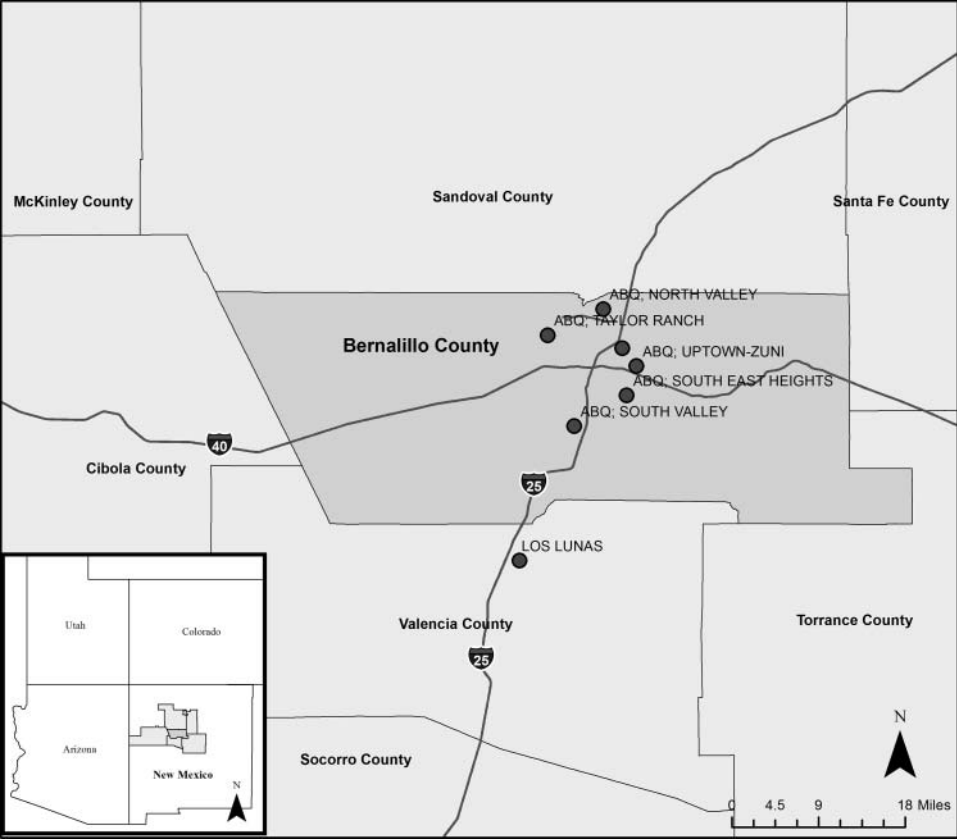 McKinley County
Sandoval County
Santa Fe County
ABQ; NORTH VALLEY
ABQ; TAYLOR RANCH
Bernalillo County
ABQ; UPTOWN-ZUNI
ABQ; SOUTH EAST HEIGHTS
ABQ; SOUTH VALLEY
40
Cibola County
25
LOS LUNAS
Valencia County
Torrance County
25
Socorro County
Utah
Colorado
Arizona
New Mexico
N
N
0 4.5 9 18 Miles